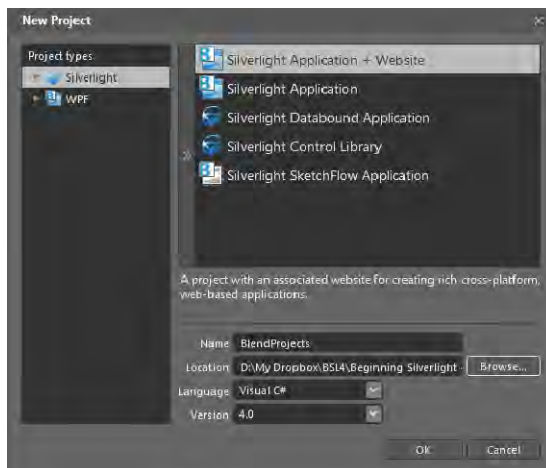 New Project
Project types
Silverlight
WPF
Silverlight Application + Website
Silverlight Application
Silverlight Databound Application
Silverlight Control Library
Silverlight SketchFlow Application
A project with an associated website for creating rich cross-platform,
web-based applications.
Name BlendProjects
Location D:\My Dropbox\BSL4\Beginning Silverlight Browse...
Language Visual C#
Version 4.0
OK Cancel